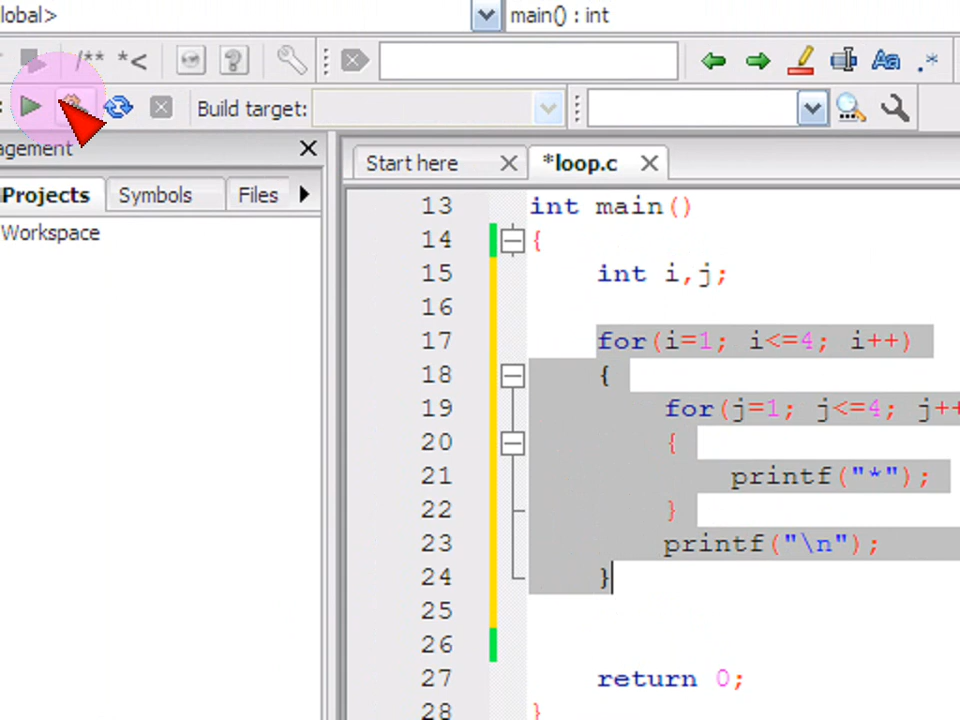 lobal> main() : int
/** *<
Build target:
agement
Start here *loop.c
Projects Symbols Files
Workspace
13 int main()
14 {
15 int i,j;
16
17 for(i=1; i<=4; i++)
18 {
19 for(j=1; j<=4; j++
20 {
21 printf("*");
22 }
23 printf("\n");
24 }
25
26
27 return 0;
28 }